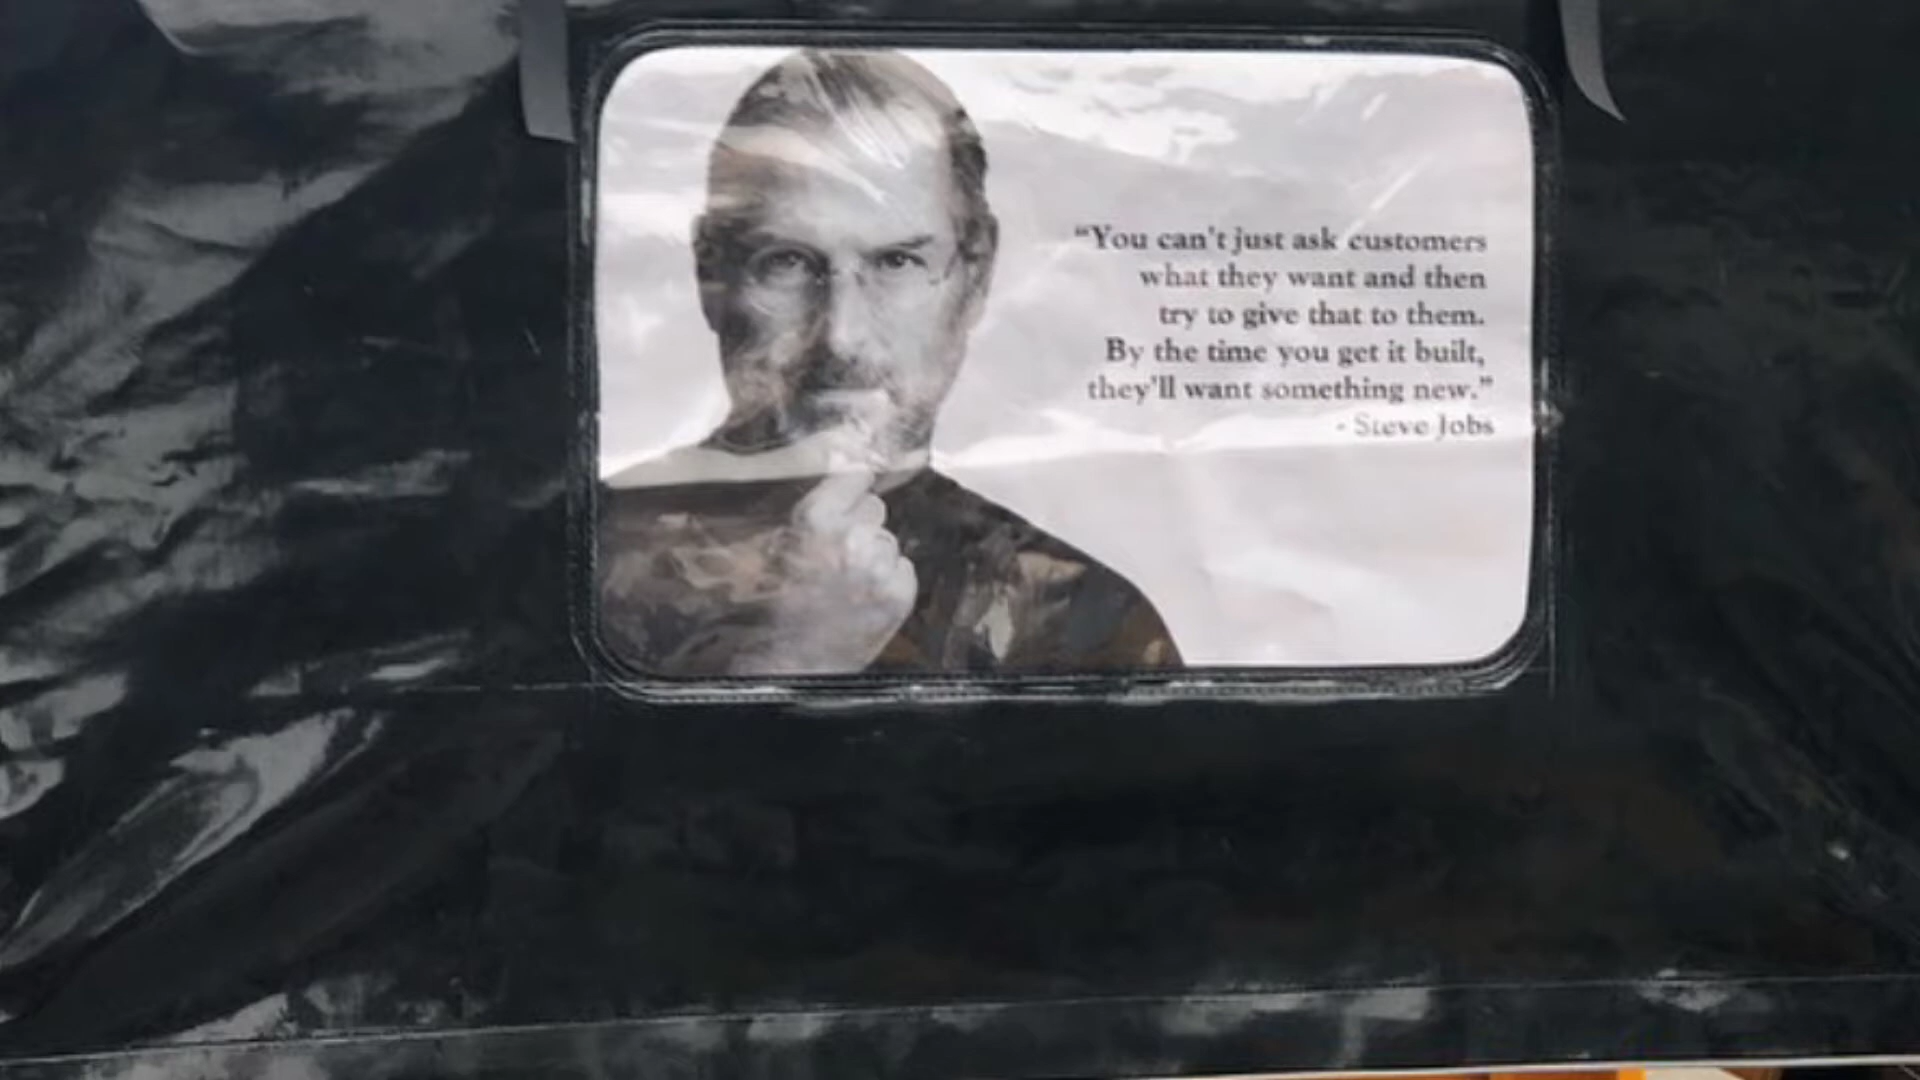 “You can't just ask customers
what they want and then
try to give that to them.
By the time you get it built,
they'll want something new.”
- Steve Jobs